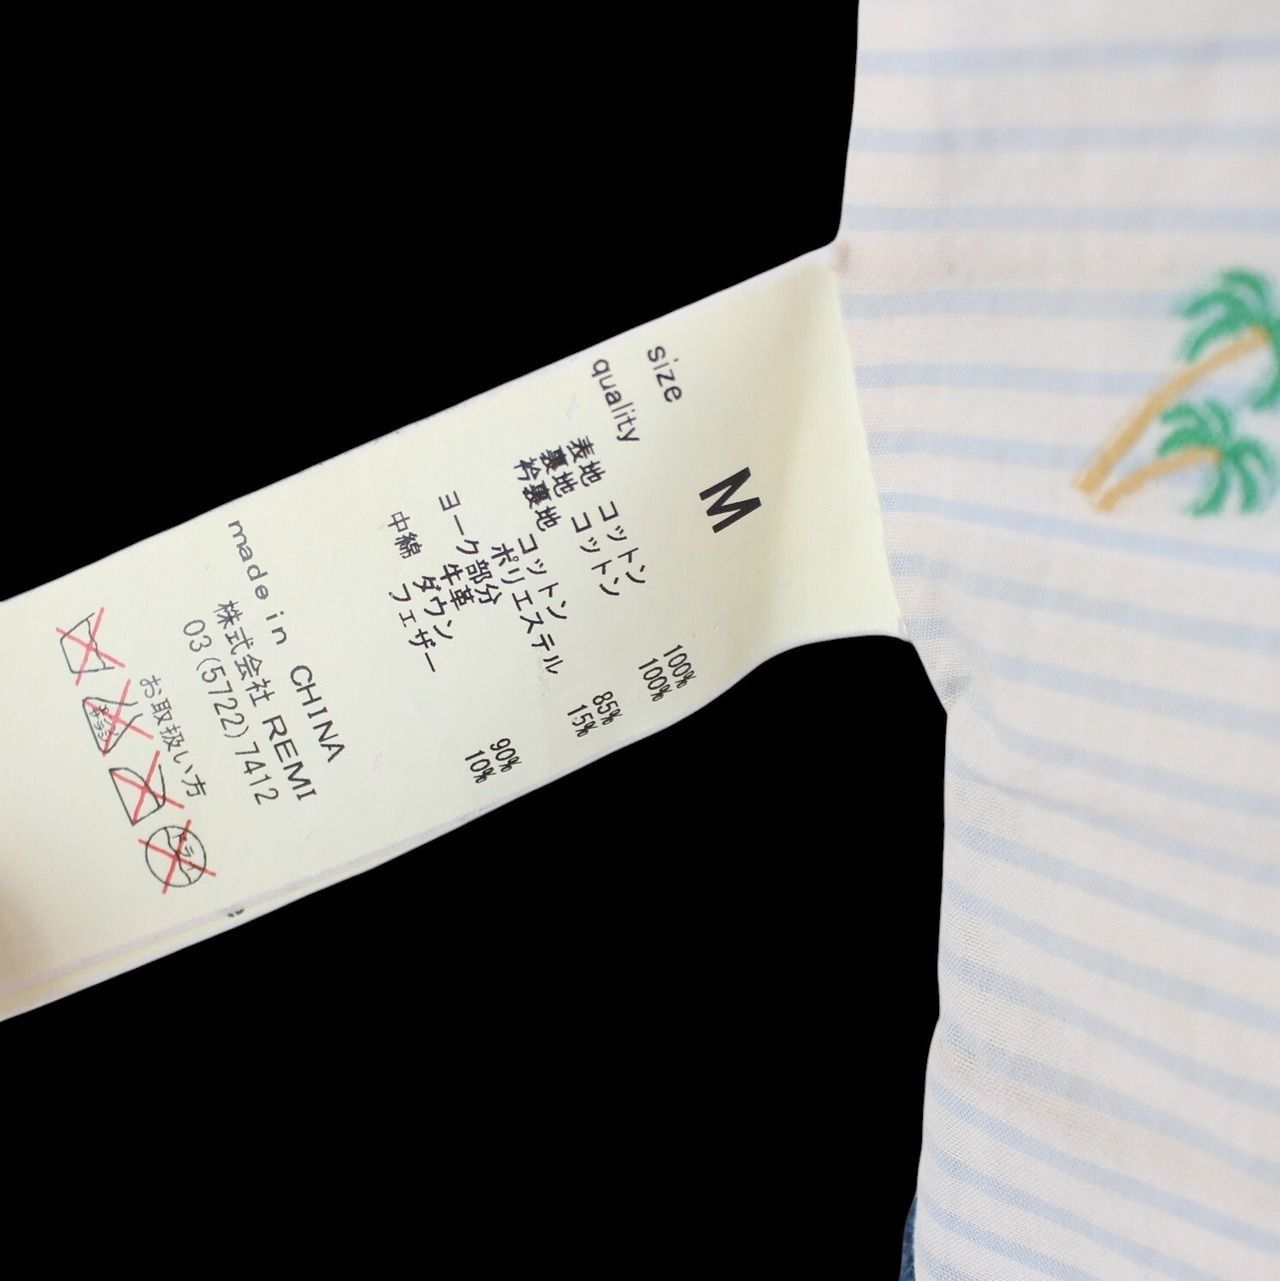 size
M
quality
表地 コットン 100%
裏地 コットン 100%
衿裏地
コットン 85%
ポリエステル 15%
ヨーク部分
牛革
中綿 ダウン 90%
フェザー 10%
made in CHINA
株式会社 REMI
03(5722)7412
お取扱い方
ドライ